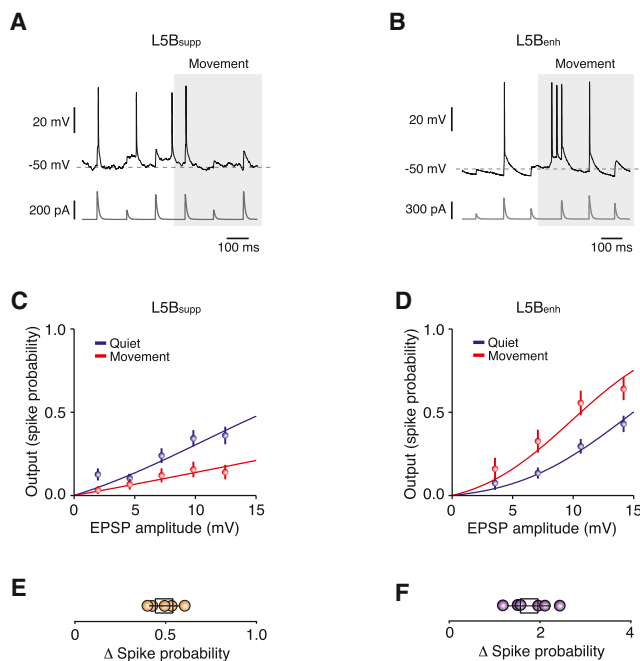 A
L5Bsupp
Movement
20 mV
-50 mV
200 pA
100 ms
B
L5Benh
Movement
20 mV
-50 mV
300 pA
100 ms
C
L5Bsupp
Output (spike probability)
1.0
0.5
0.0
Quiet
Movement
0
5
10
15
EPSP amplitude (mV)
D
L5Benh
Output (spike probability)
1.0
0.5
0.0
Quiet
Movement
0
5
10
15
EPSP amplitude (mV)
E
0
0.5
1.0
Δ Spike probability
F
0
2
4
Δ Spike probability